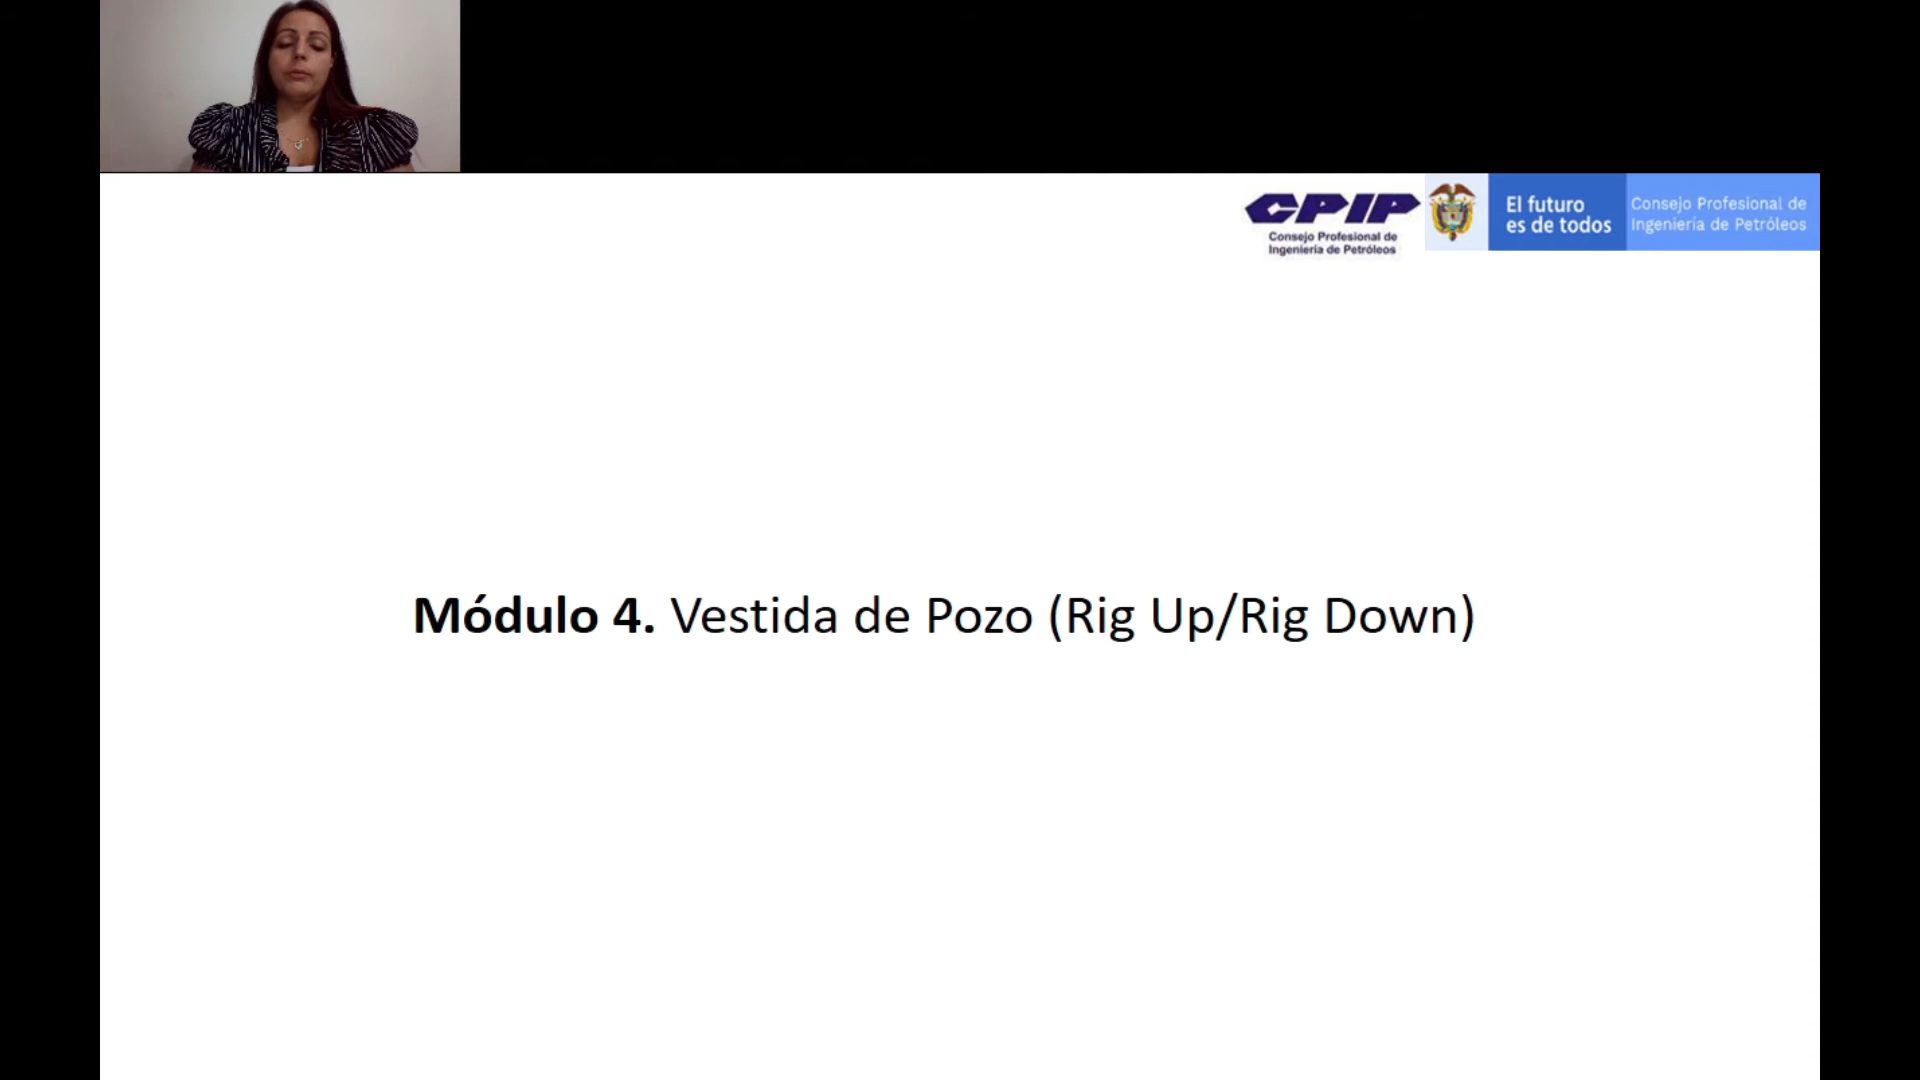 CPIP
Consejo Profesional de
Ingeniería de Petróleos
El futuro
es de todos
Consejo Profesional de
Ingeniería de Petróleos
Módulo 4. Vestida de Pozo (Rig Up/Rig Down)